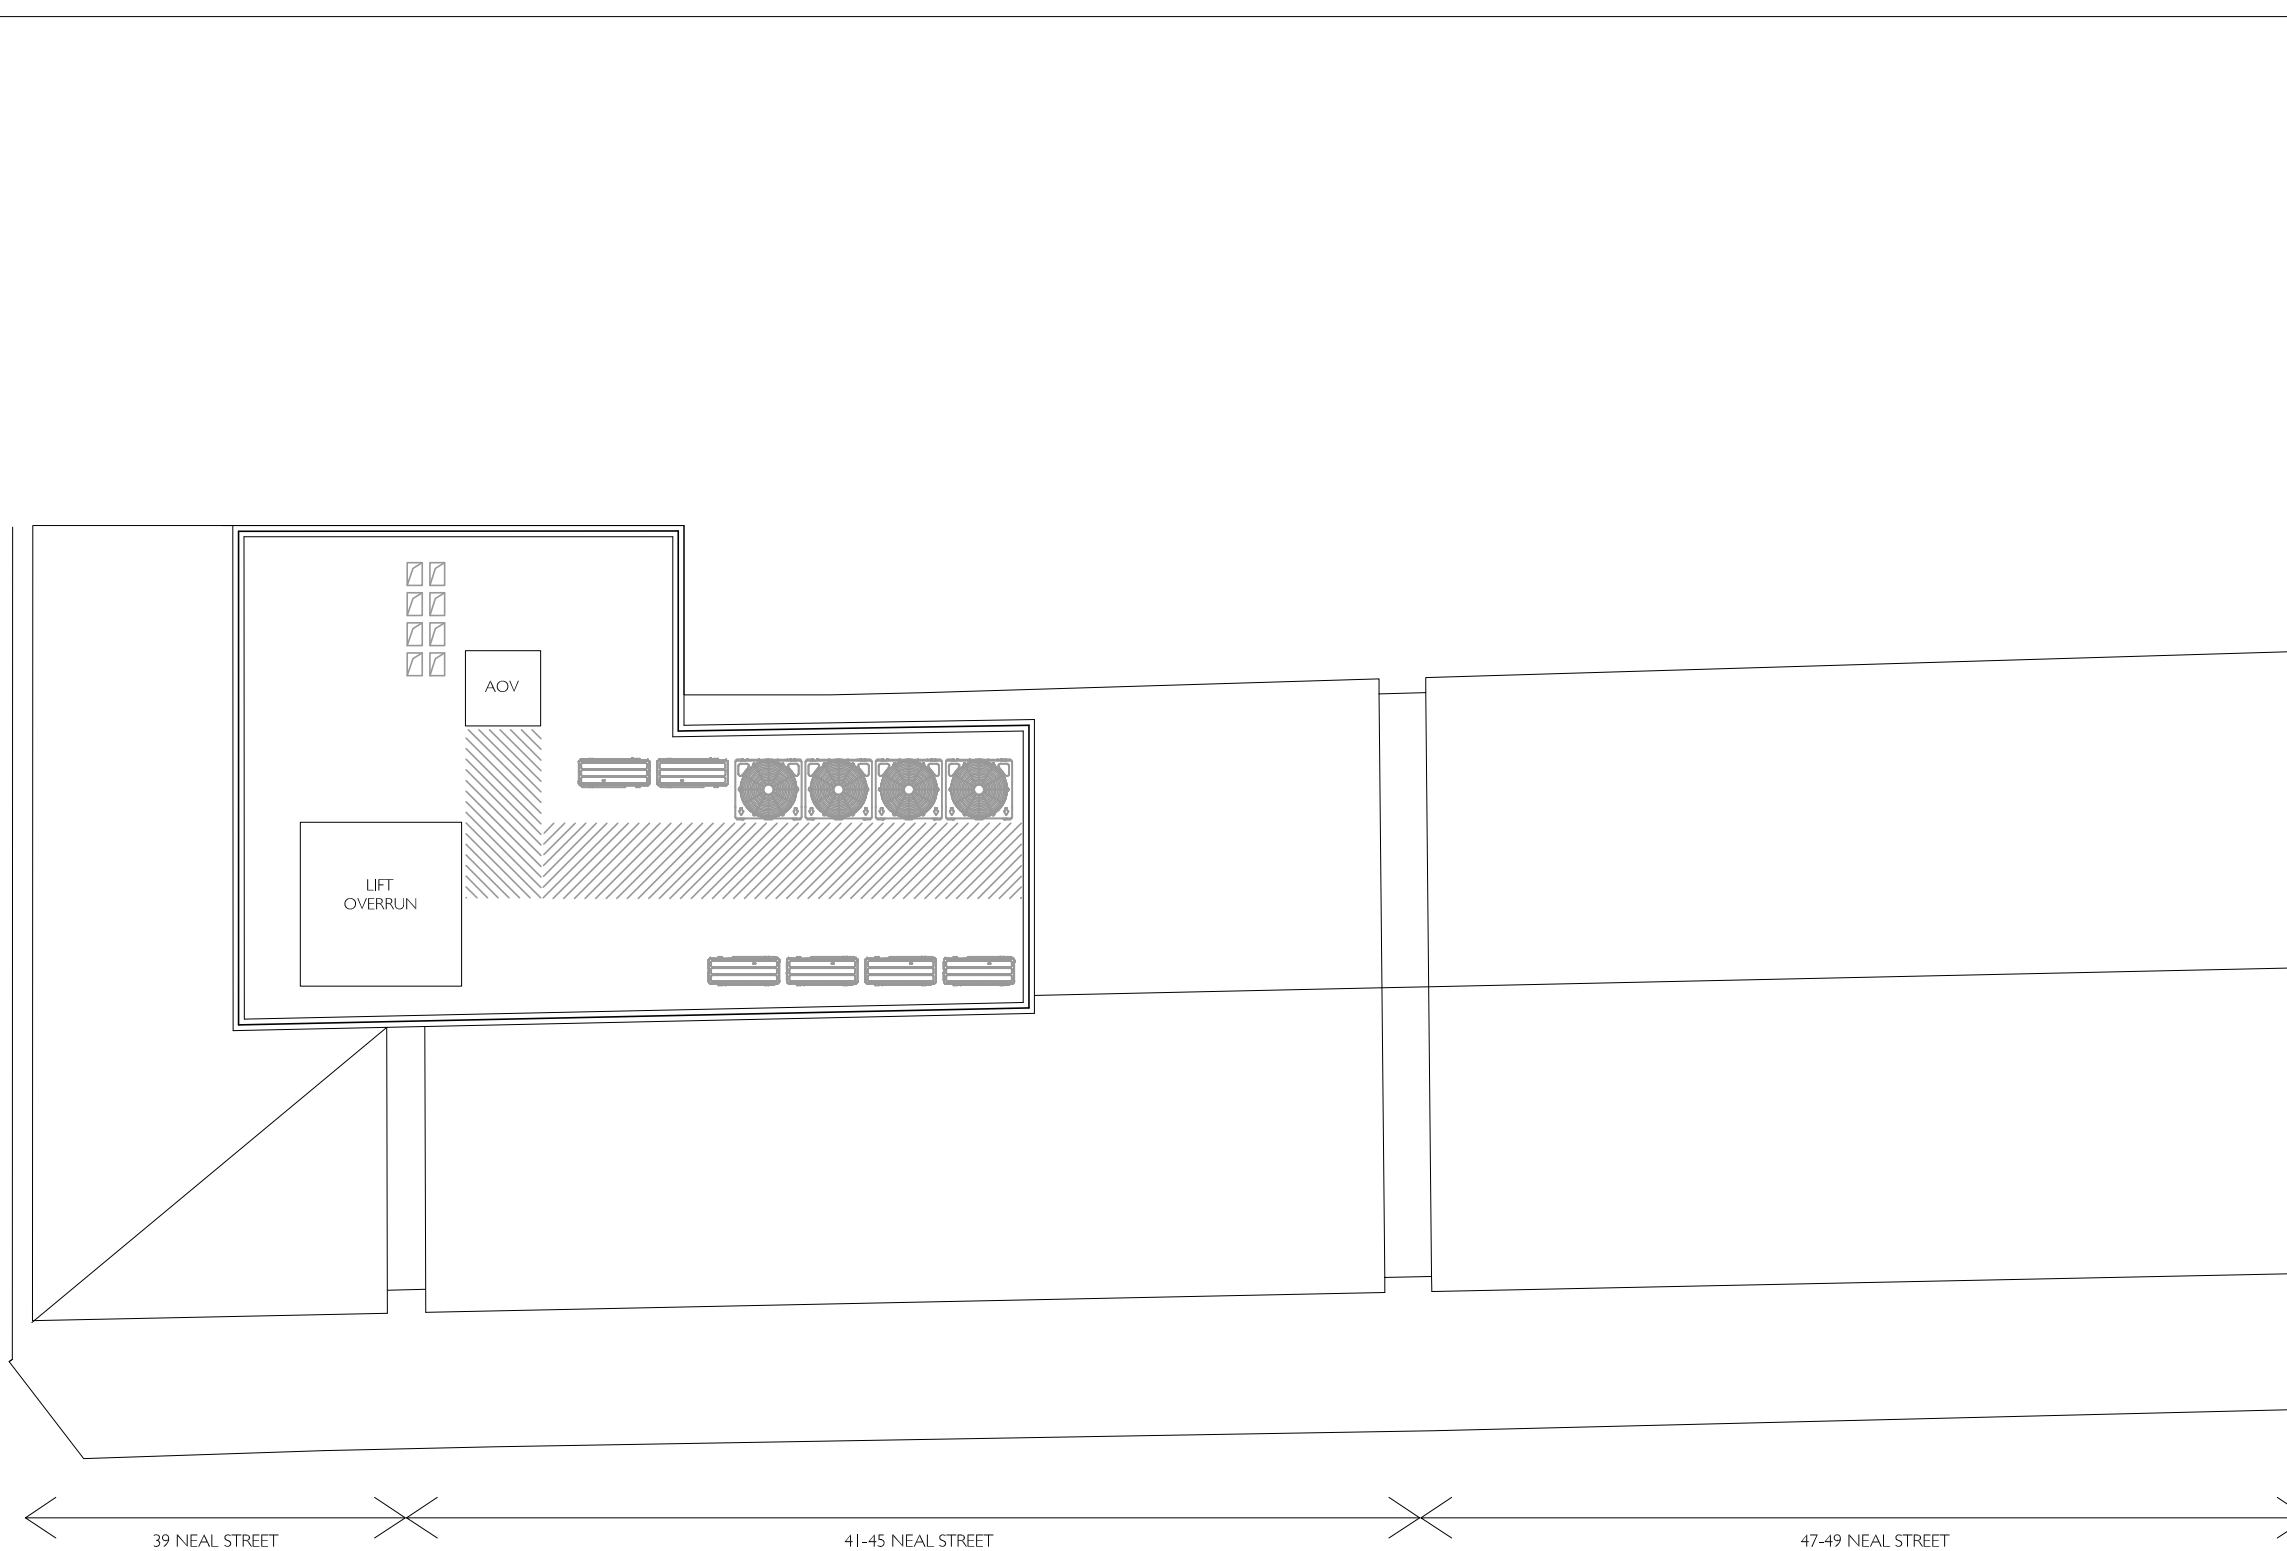 AOV
LIFT
OVERRUN
39 NEAL STREET
41-45 NEAL STREET
47-49 NEAL STREET